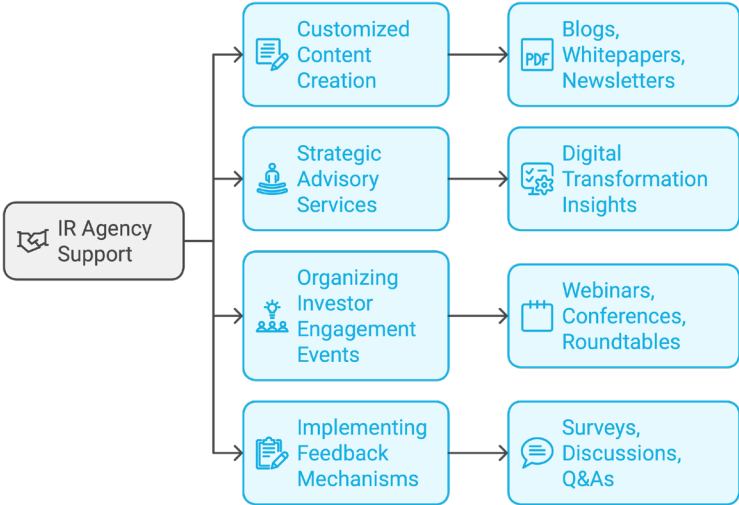 Customized
Content
Creation
Blogs,
Whitepapers,
Newsletters
PDF
Strategic
Advisory
Services
Digital
Transformation
Insights
IR Agency
Support
Organizing
Investor
Engagement
Events
Webinars,
Conferences,
Roundtables
Implementing
Feedback
Mechanisms
Surveys,
Discussions,
Q&As